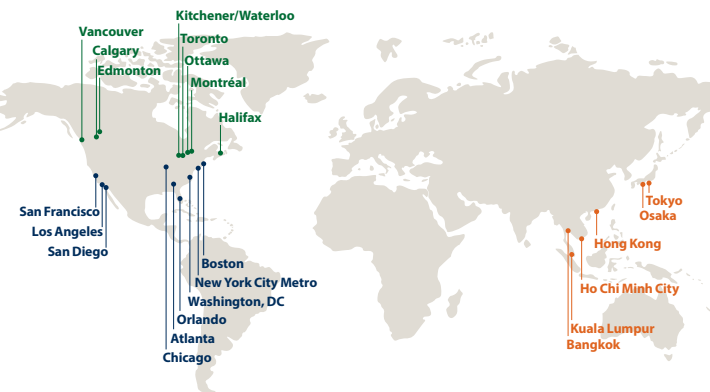 Kitchener/Waterloo
Vancouver
Toronto
Calgary
Ottawa
Edmonton
Montréal
Halifax
San Francisco
Los Angeles
San Diego
Boston
New York City Metro
Washington, DC
Orlando
Atlanta
Chicago
Tokyo
Osaka
Hong Kong
Ho Chi Minh City
Kuala Lumpur
Bangkok